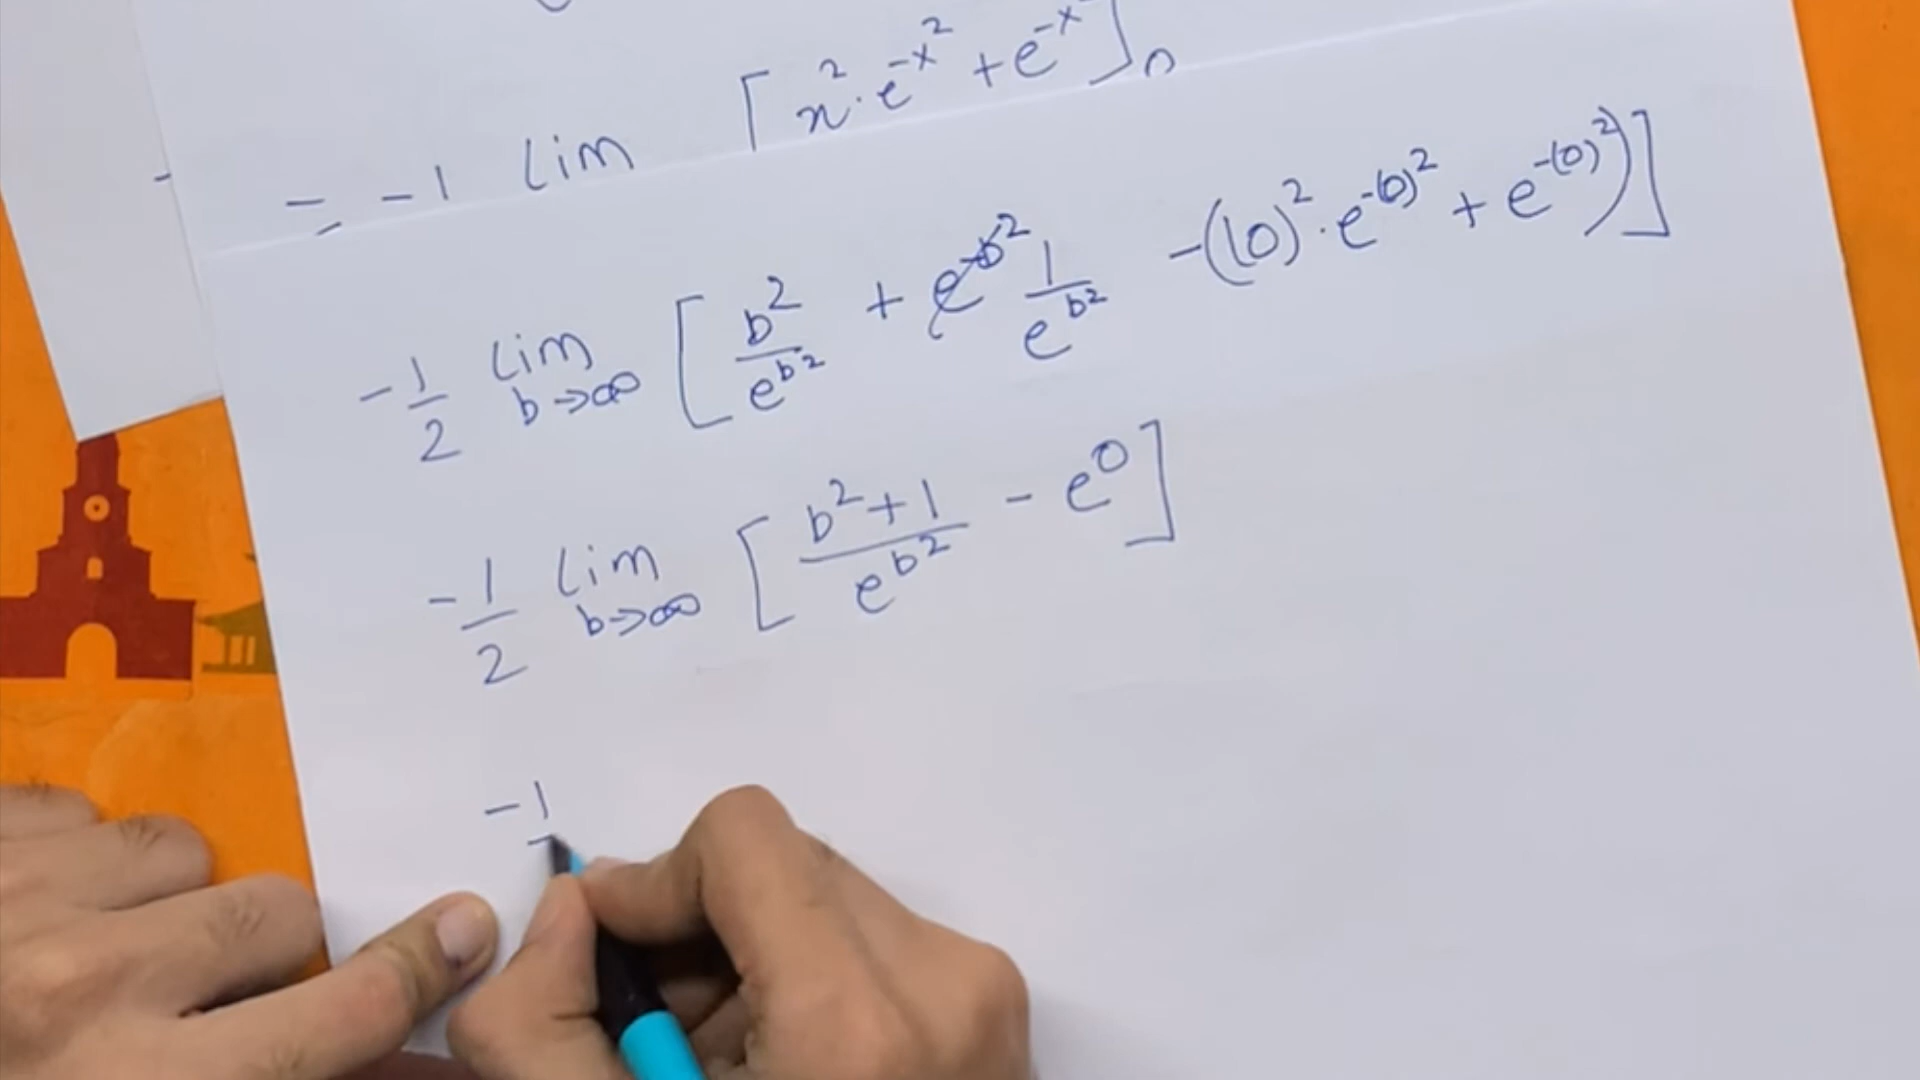 = -1 lim [x². e^-x² + e^-x]₀
-1/2 lim b→∞ [b²/e^b² + 1/e^b² -((0)². e^-(0)² + e^-(0)²)]
-1/2 lim b→∞ [b²+1/e^b² - e⁰]
-1